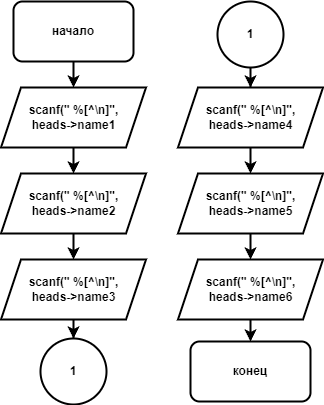 начало
scanf(" %[^\n]",
heads->name1
scanf(" %[^\n]",
heads->name2
scanf(" %[^\n]",
heads->name3
1
1
scanf(" %[^\n]",
heads->name4
scanf(" %[^\n]",
heads->name5
scanf(" %[^\n]",
heads->name6
конец